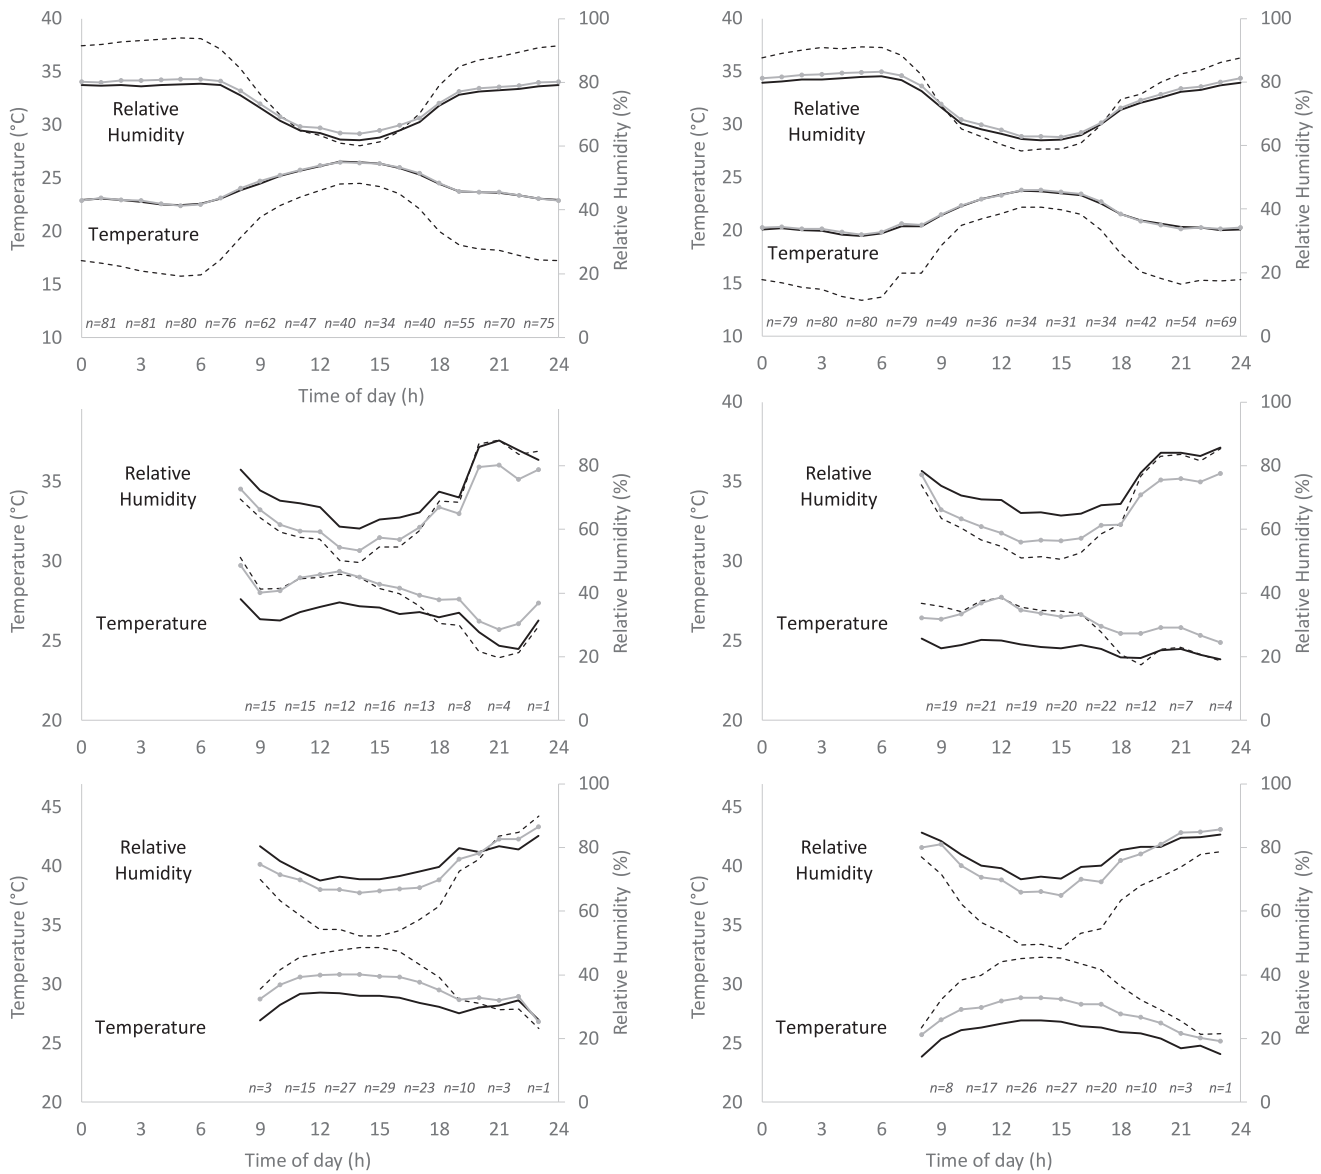 40
35
30
25
20
15
10
Temperature (°C)
Relative
Humidity
Temperature
n=81 n=81 n=80 n=76 n=62 n=47 n=40 n=34 n=40 n=55 n=70 n=75
0 3 6 9 12 15 18 21 24
Time of day (h)
100
80
60
40
20
0
Relative Humidity (%)
40
35
30
25
20
15
10
Temperature (°C)
Relative
Humidity
Temperature
n=79 n=80 n=80 n=79 n=49 n=36 n=34 n=31 n=34 n=42 n=54 n=69
0 3 6 9 12 15 18 21 24
100
80
60
40
20
0
Relative Humidity (%)
35
30
25
20
Temperature (°C)
Relative
Humidity
Temperature
n=15 n=15 n=12 n=16 n=13 n=8 n=4 n=1
0 3 6 9 12 15 18 21 24
80
60
40
20
0
Relative Humidity (%)
40
35
30
25
20
Temperature (°C)
Relative
Humidity
Temperature
n=19 n=21 n=19 n=20 n=22 n=12 n=7 n=4
0 3 6 9 12 15 18 21 24
100
80
60
40
20
0
Relative Humidity (%)
45
40
35
30
25
20
Temperature (°C)
Relative
Humidity
Temperature
n=3 n=15 n=27 n=29 n=23 n=10 n=3 n=1
0 3 6 9 12 15 18 21 24
Time of day (h)
100
80
60
40
20
0
Relative Humidity (%)
45
40
35
30
25
20
Temperature (°C)
Relative
Humidity
Temperature
n=8 n=17 n=26 n=27 n=20 n=10 n=3 n=1
0 3 6 9 12 15 18 21 24
Time of day (h)
100
80
60
40
20
0
Relative Humidity (%)